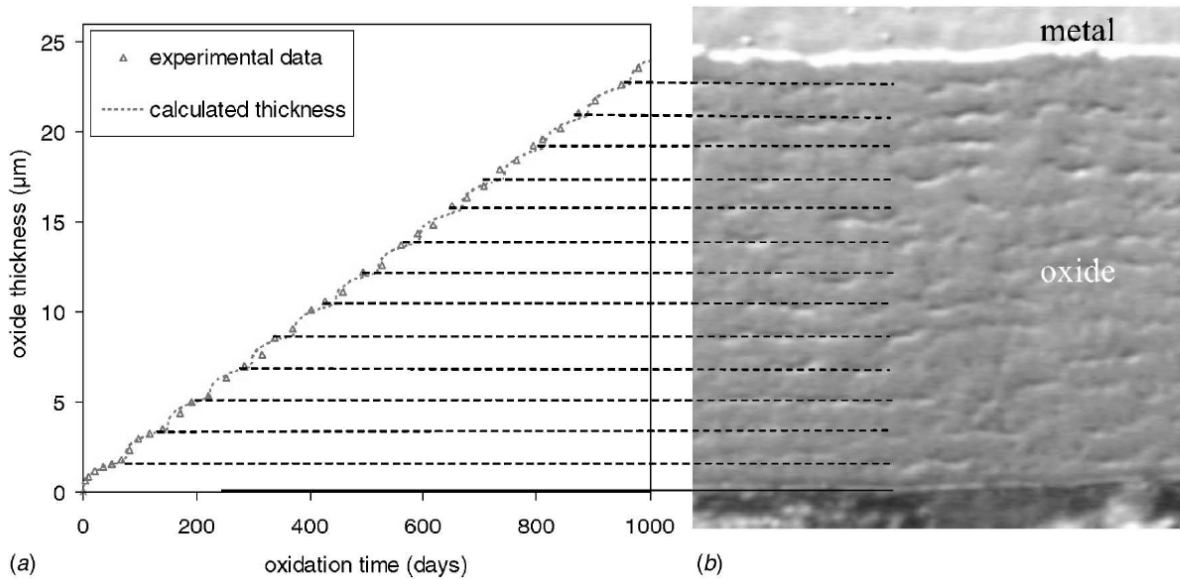 25
20
15
10
5
0
oxide thickness (µm)
experimental data
calculated thickness
0
200
400
600
800
1000
oxidation time (days)
(a)
metal
oxide
(b)